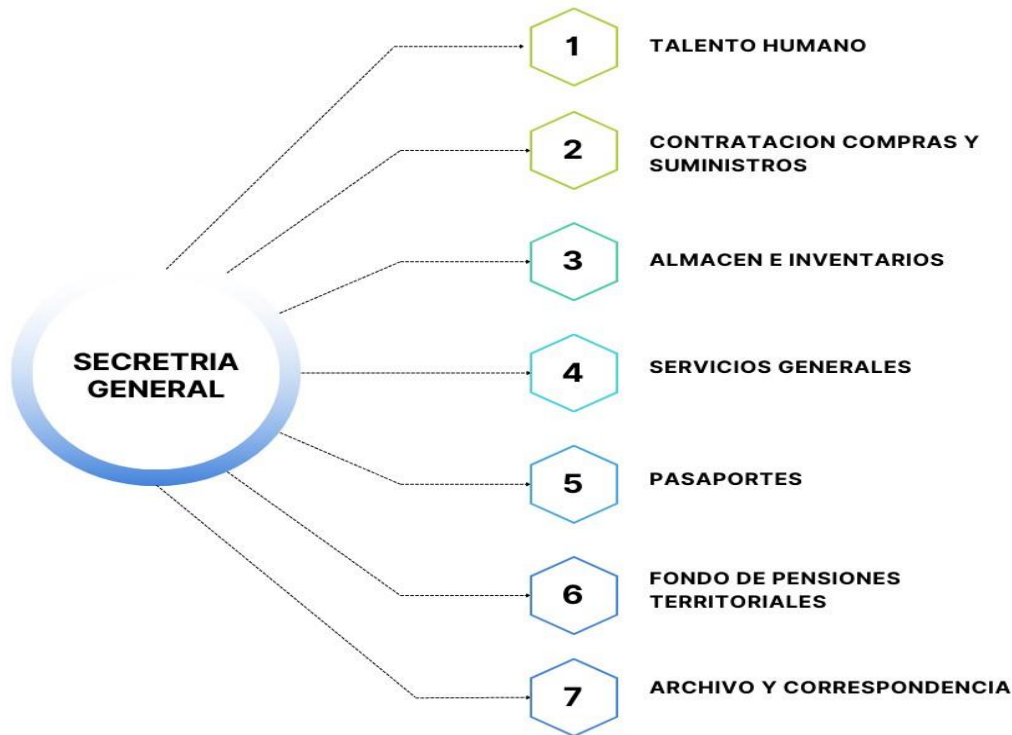 1
TALENTO HUMANO
2
CONTRATACION COMPRAS Y
SUMINISTROS
3
ALMACEN E INVENTARIOS
SECRETRIA
GENERAL
4
SERVICIOS GENERALES
5
PASAPORTES
6
FONDO DE PENSIONES
TERRITORIALES
7
ARCHIVO Y CORRESPONDENCIA